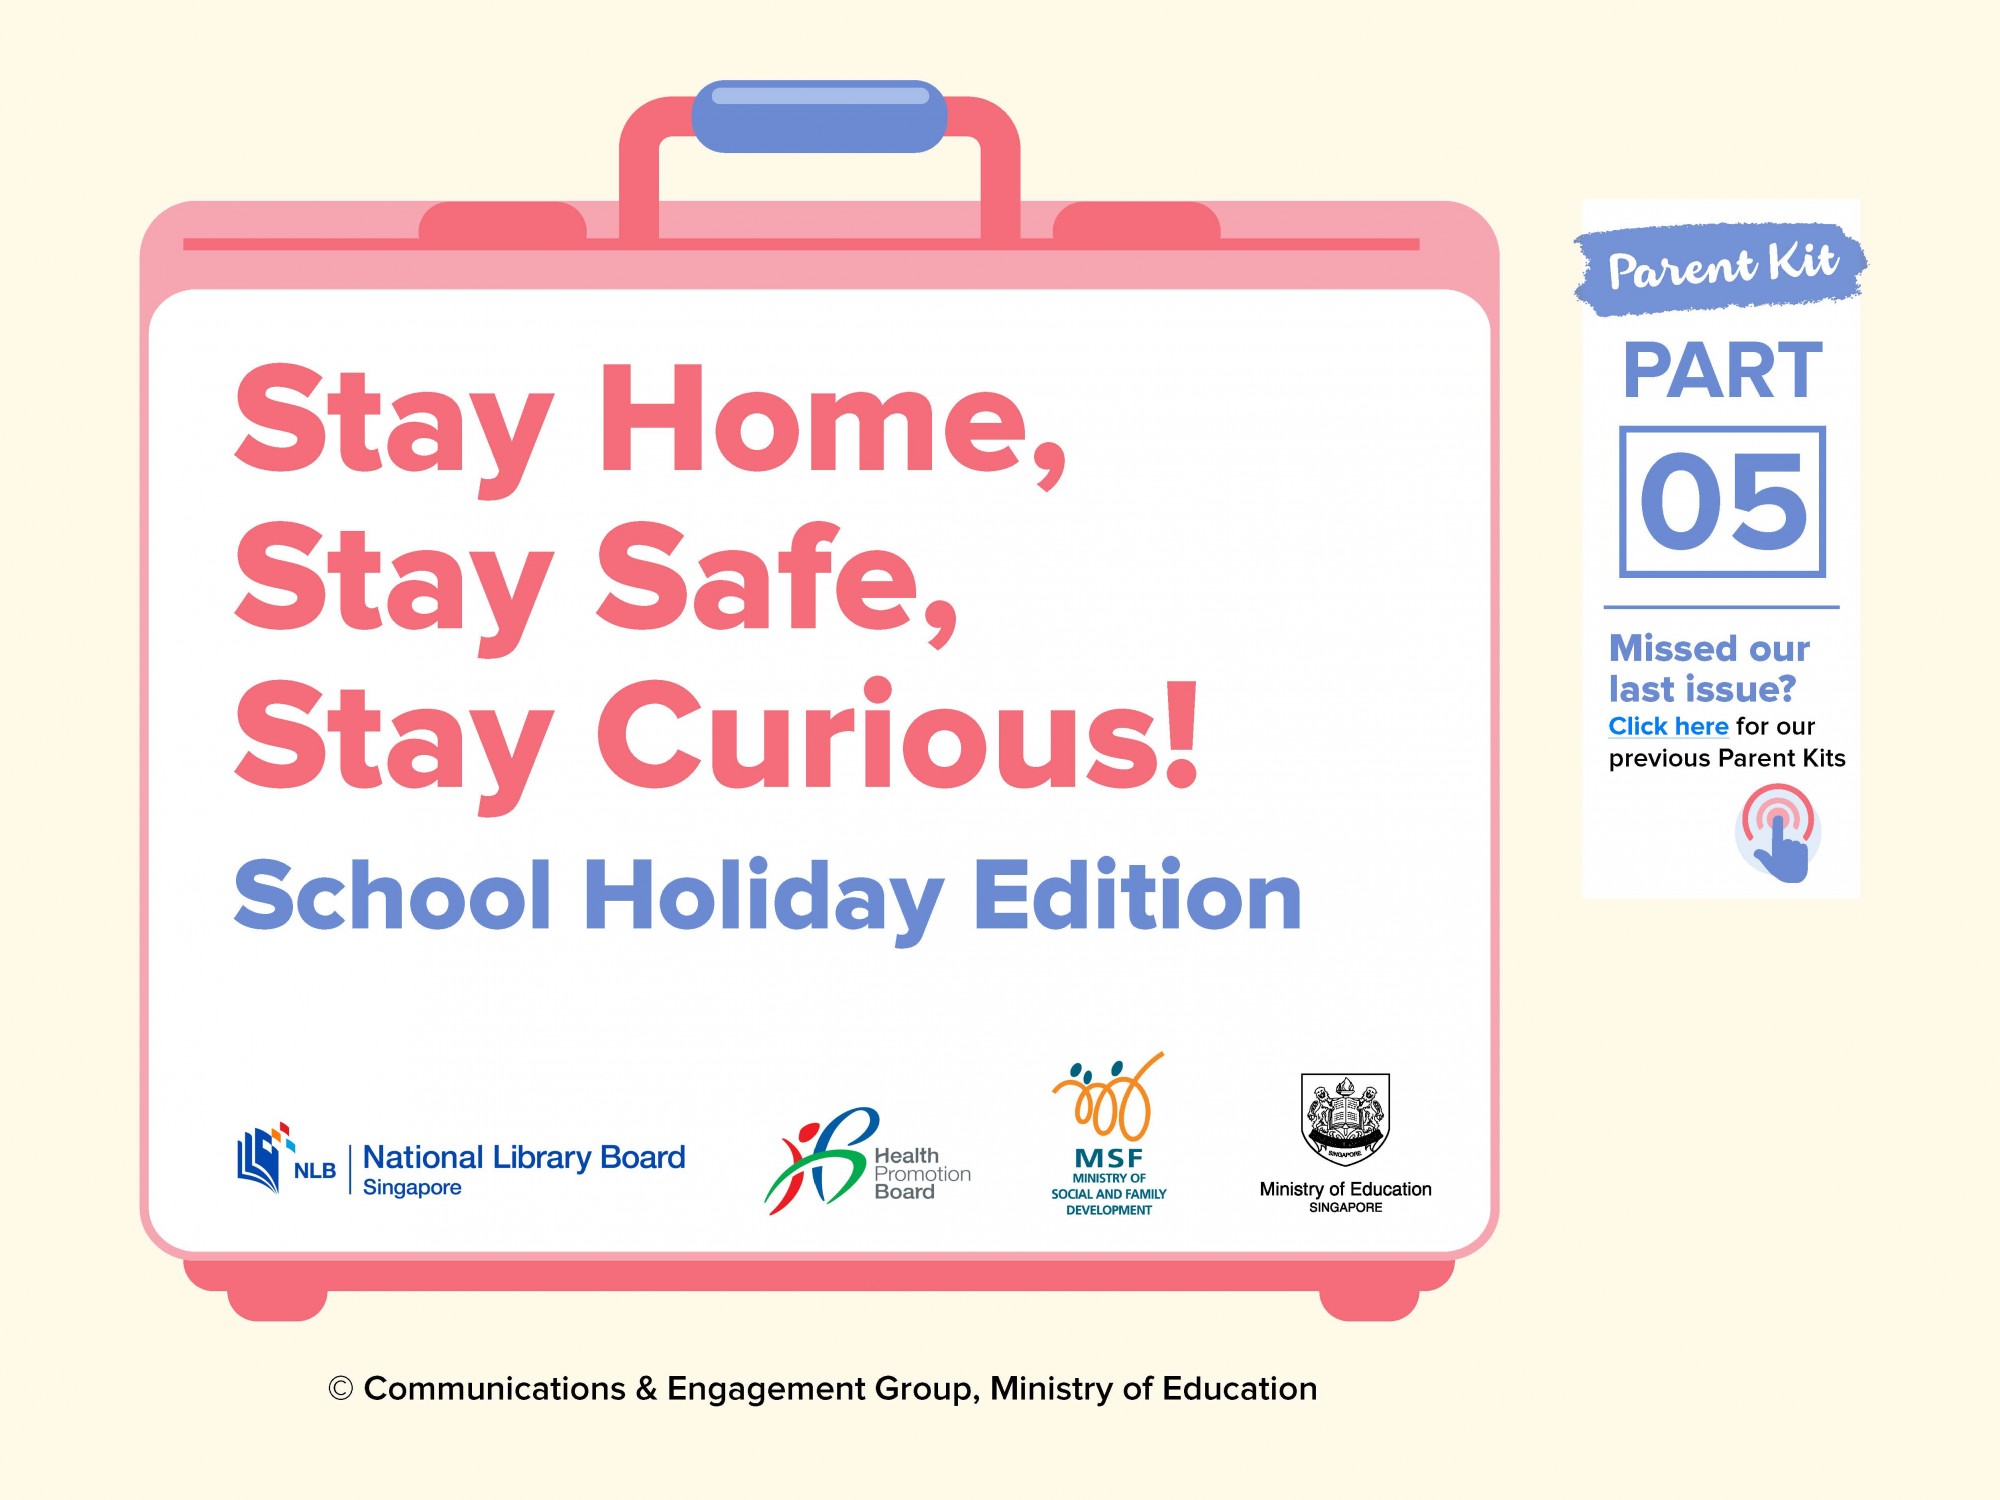 Stay Home,
Stay Safe,
Stay Curious!
School Holiday Edition
NLB
National Library Board
Singapore
Health
Promotion
Board
MSF
MINISTRY OF
SOCIAL AND FAMILY
DEVELOPMENT
SINGAPORE
Ministry of Education
SINGAPORE
© Communications & Engagement Group, Ministry of Education
Parent Kit
PART
05
Missed our
last issue?
Click here for our
previous Parent Kits